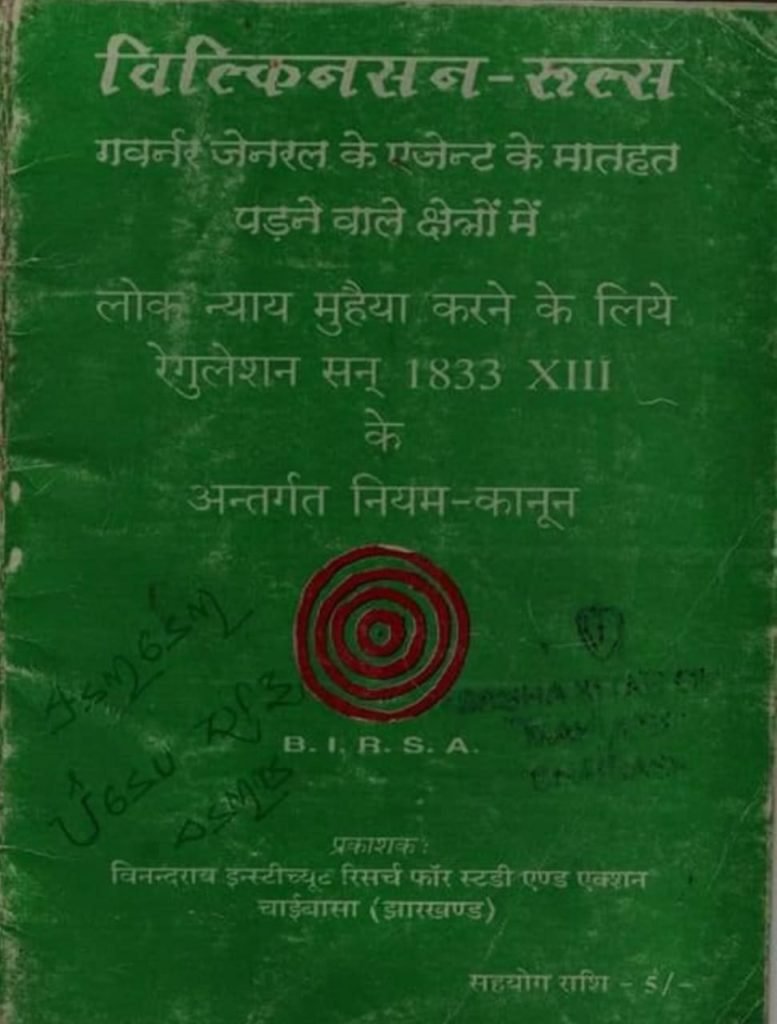 विल्किनसन-रूल्स
गवर्नर जेनरल के एजेन्ट के मातहत
पड़ने वाले क्षेत्रों में
लोक न्याय मुहैया करने के लिये
रेगुलेशन सन् 1833 XIII
के
अन्तर्गत नियम-कानून
B. I. R. S. A.
प्रकाशक :
विनन्दराय इन्स्टीच्यूट रिसर्च फॉर स्टडी एण्ड एक्शन
चाईबासा (झारखण्ड)
सहयोग राशि - 5/-